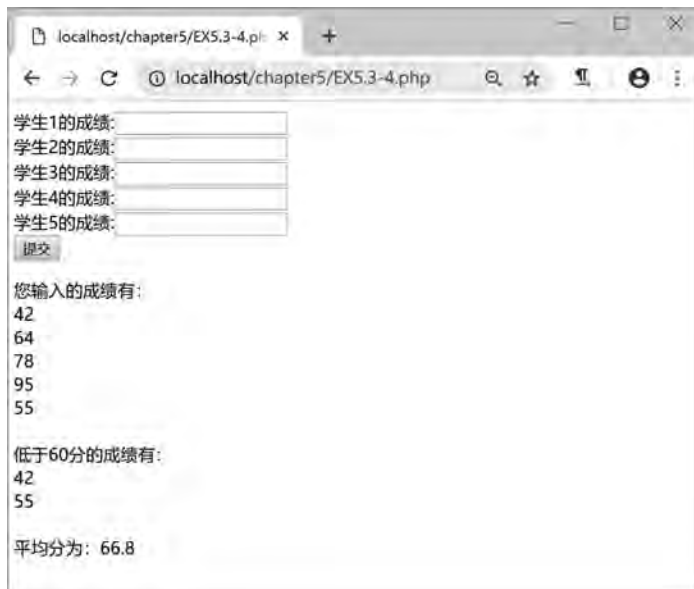 localhost/chapter5/EX5.3-4.ph
localhost/chapter5/EX5.3-4.php
学生1的成绩:
学生2的成绩:
学生3的成绩:
学生4的成绩:
学生5的成绩:
提交
您输入的成绩有：
42
64
78
95
55
低于60分的成绩有：
42
55
平均分为：66.8